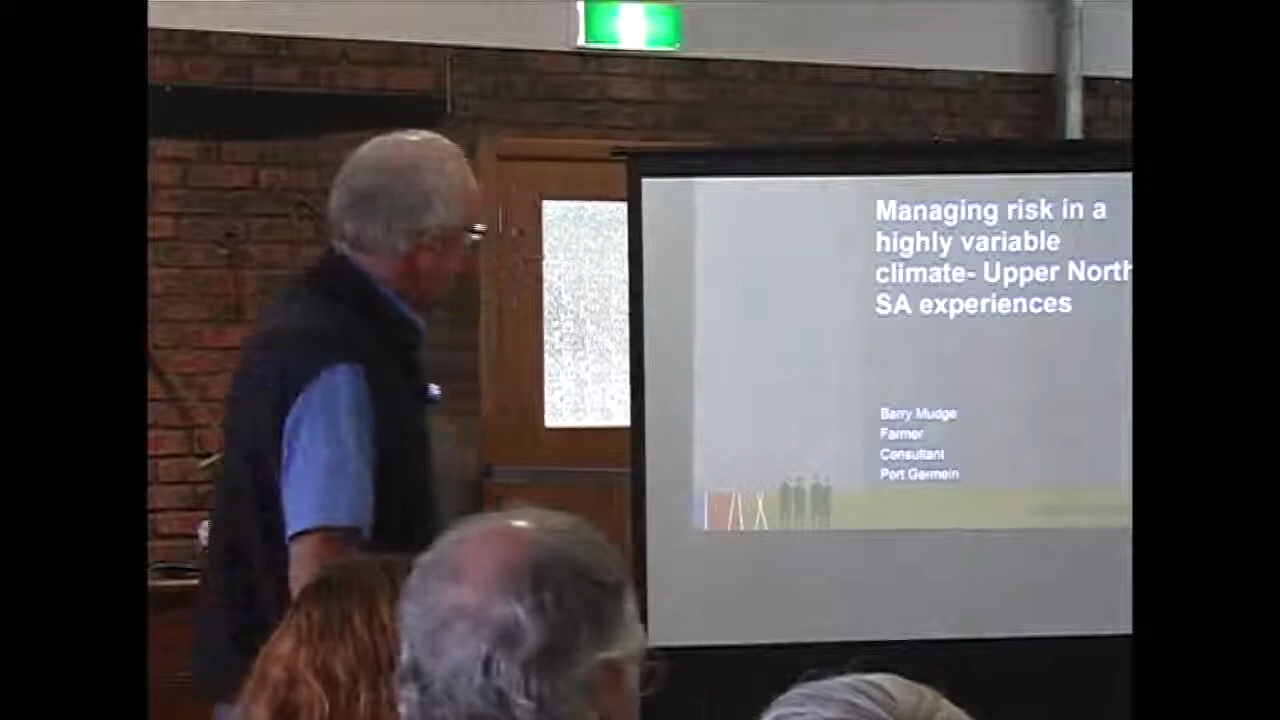 Managing risk in a
highly variable
climate- Upper North
SA experiences
Barry Mudge
Farmer
Consultant
Port Germein